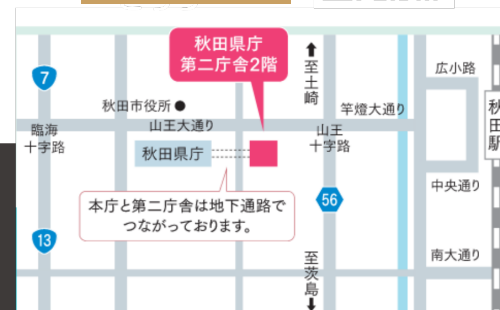 秋田県庁
第二庁舎2階
至土崎
広小路
7
秋田市役所
竿燈大通り
秋田駅
臨海
十字路
山王大通り
山王
十字路
秋田県庁
中央通り
本庁と第二庁舎は地下通路で
つながっております。
56
13
南大通り
至茨島